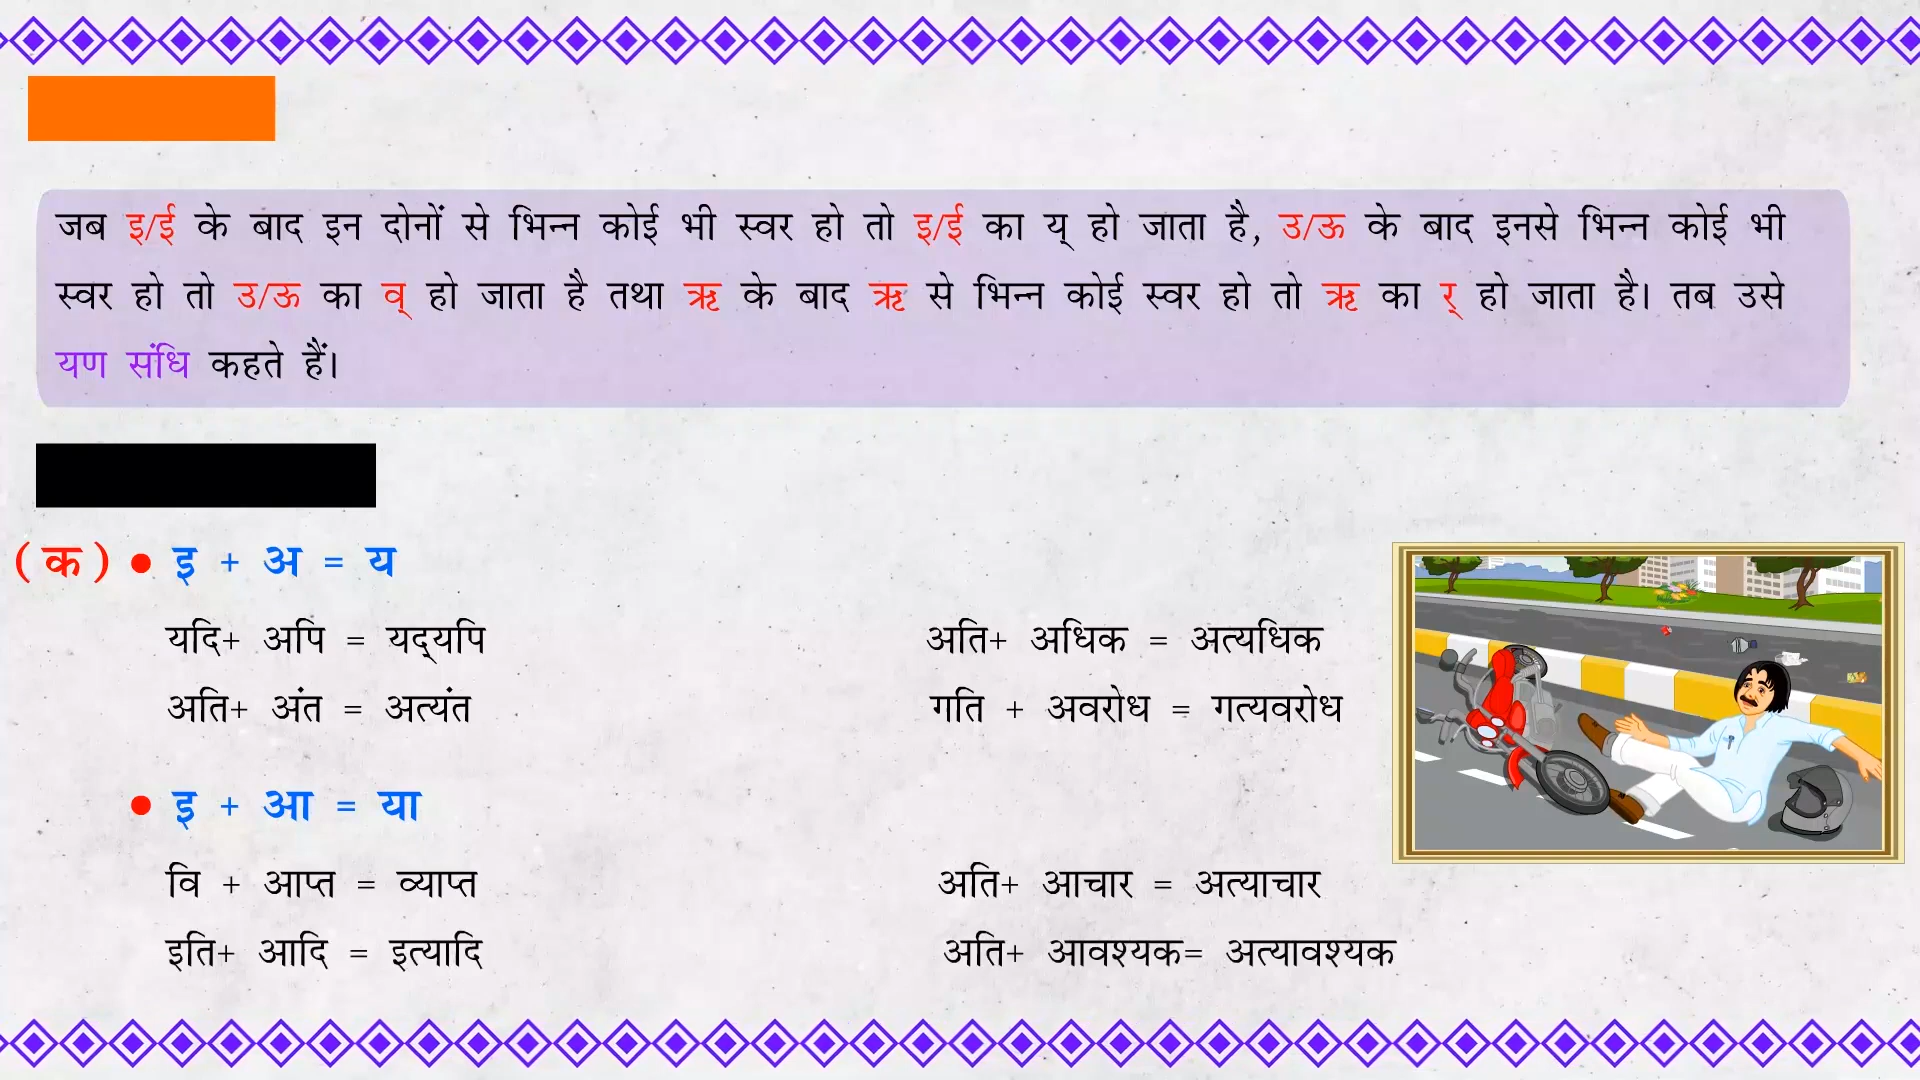 जब इ/ई के बाद इन दोनों से भिन्न कोई भी स्वर हो तो इ/ई का य् हो जाता है, उ/ऊ के बाद इनसे भिन्न कोई भी
स्वर हो तो उ/ऊ का व् हो जाता है तथा ऋ के बाद ऋ से भिन्न कोई स्वर हो तो ऋ का र् हो जाता है। तब उसे
यण संधि कहते हैं।
(क) • इ + अ = य
यदि+ अपि = यद्‌यपि अति+ अधिक = अत्यधिक
अति+ अंत = अत्यंत गति + अवरोध = गत्यवरोध
• इ + आ = या
वि + आप्त = व्याप्त अति+ आचार = अत्याचार
इति+ आदि = इत्यादि अति+ आवश्यक= अत्यावश्यक